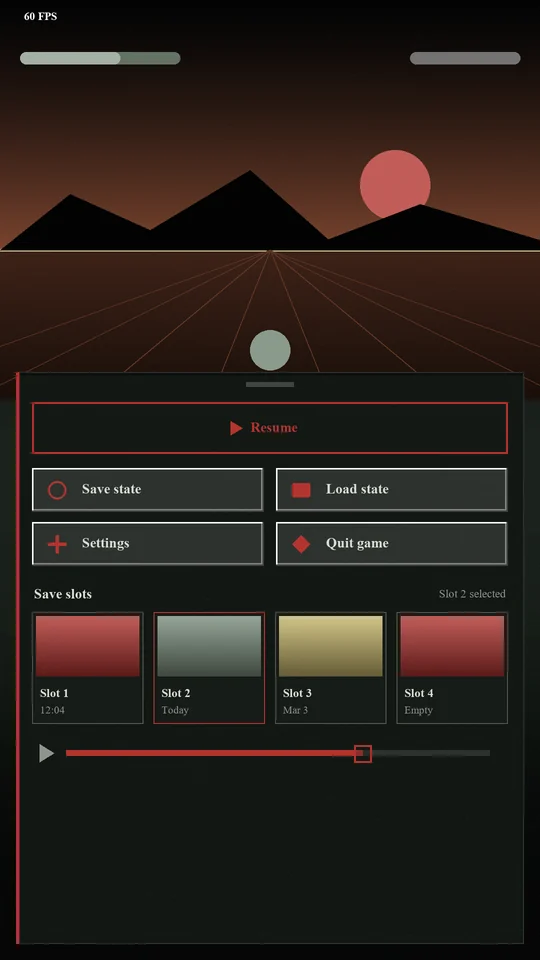 60 FPS
Resume
Save state
Load state
Settings
Quit game
Save slots
Slot 2 selected
Slot 1
Slot 2
Slot 3
Slot 4
12:04
Today
Mar 3
Empty